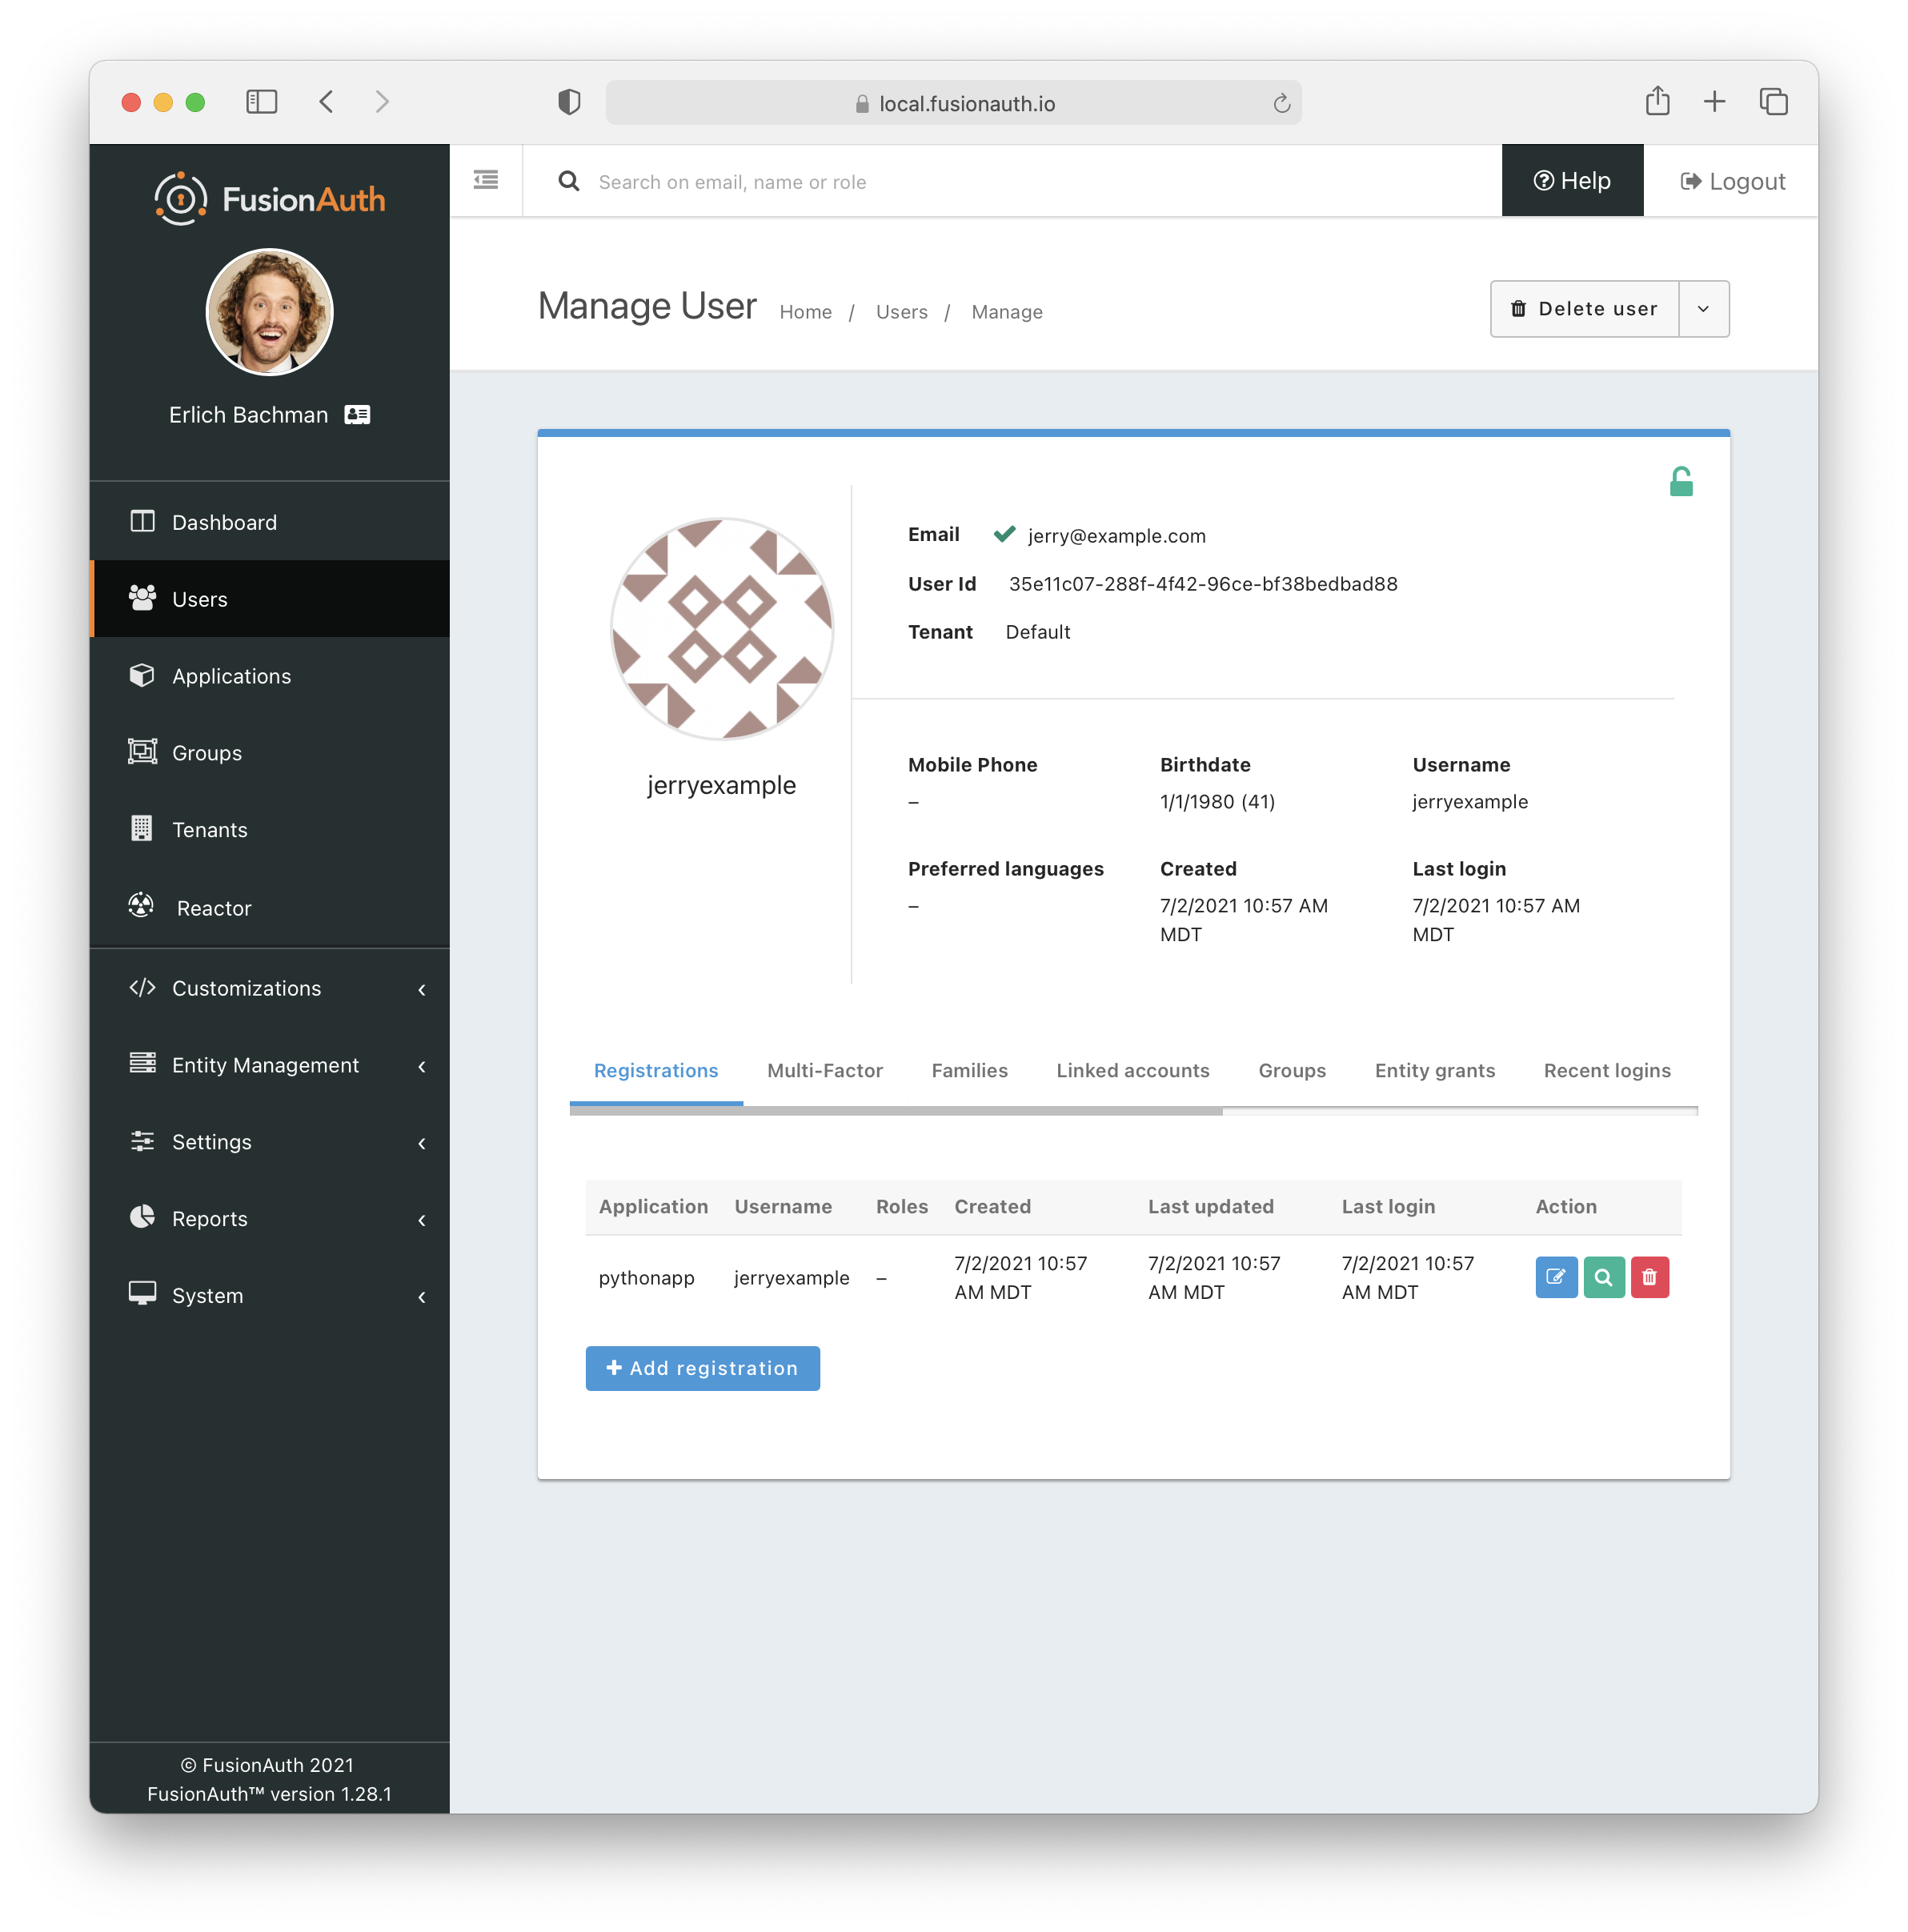 local.fusionauth.io
FusionAuth
Search on email, name or role
Help
Logout
Erlich Bachman
Manage User
Home / Users / Manage
Delete user
Dashboard
Users
Applications
Groups
Tenants
Reactor
Customizations
Entity Management
Settings
Reports
System
© FusionAuth 2021
FusionAuth™ version 1.28.1
jerryexample
Email jerry@example.com
User Id 35e11c07-288f-4f42-96ce-bf38bedbad88
Tenant Default
Mobile Phone
–
Birthdate
1/1/1980 (41)
Username
jerryexample
Preferred languages
–
Created
7/2/2021 10:57 AM
MDT
Last login
7/2/2021 10:57 AM
MDT
Registrations Multi-Factor Families Linked accounts Groups Entity grants Recent logins
Application Username Roles Created Last updated Last login Action
pythonapp jerryexample – 7/2/2021 10:57 7/2/2021 10:57 7/2/2021 10:57
AM MDT AM MDT AM MDT
Add registration